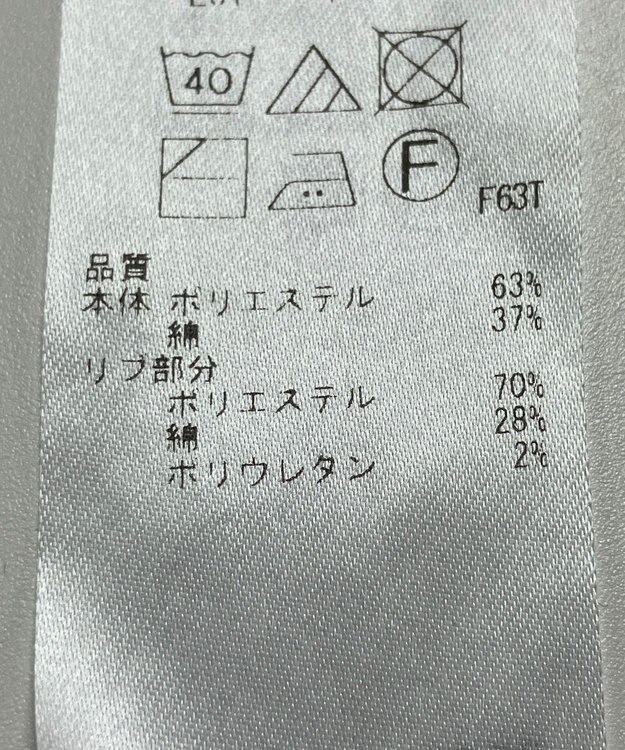 40
F
F63T
品質
本体 ポリエステル 63%
綿 37%
リブ部分
ポリエステル 70%
綿 28%
ポリウレタン 2%